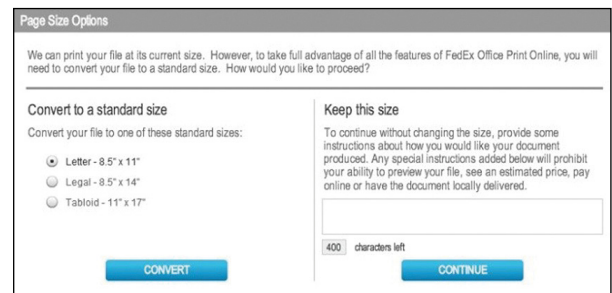 Page Size Options
We can print your file at its current size. However, to take full advantage of all the features of FedEx Office Print Online, you will
need to convert your file to a standard size. How would you like to proceed?
Convert to a standard size
Convert your file to one of these standard sizes:
Letter - 8.5" x 11"
Legal - 8.5" x 14"
Tabloid - 11" x 17"
CONVERT
Keep this size
To continue without changing the size, provide some
instructions about how you would like your document
produced. Any special instructions added below will prohibit
your ability to preview your file, see an estimated price, pay
online or have the document locally delivered.
400 characters left
CONTINUE